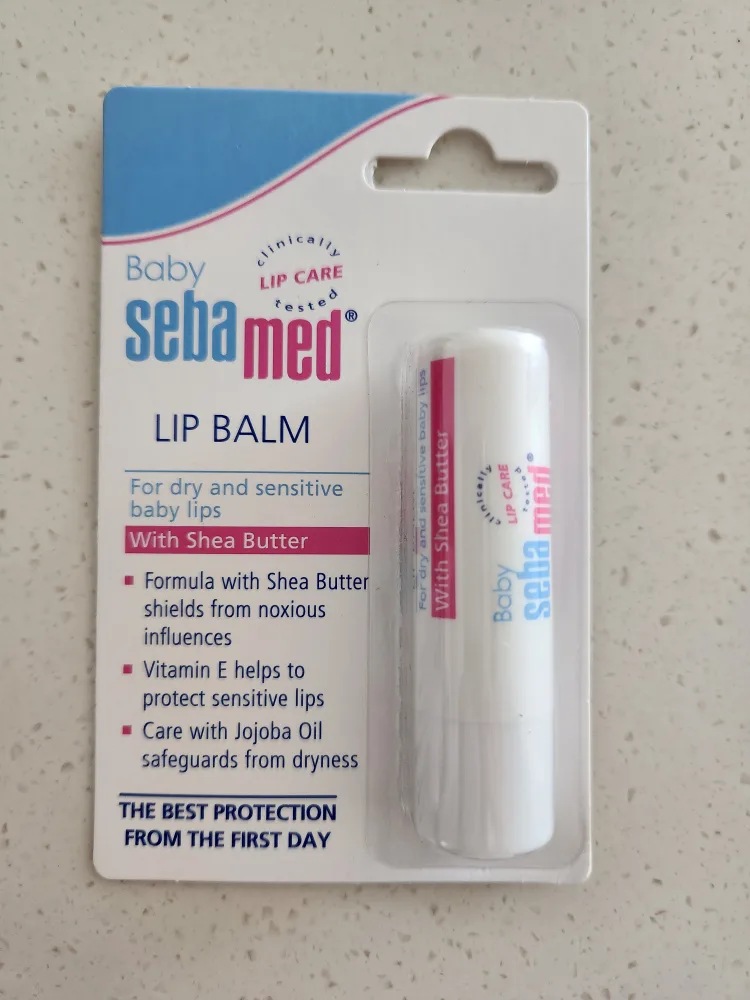 Baby
sebamed®
clinically
LIP CARE
tested
LIP BALM
For dry and sensitive
baby lips
With Shea Butter
Formula with Shea Butter
shields from noxious
influences
Vitamin E helps to
protect sensitive lips
Care with Jojoba Oil
safeguards from dryness
THE BEST PROTECTION
FROM THE FIRST DAY
For dry and sensitive baby lips
With Shea Butter
clinically
LIP CARE
tested
Baby
sebamed®